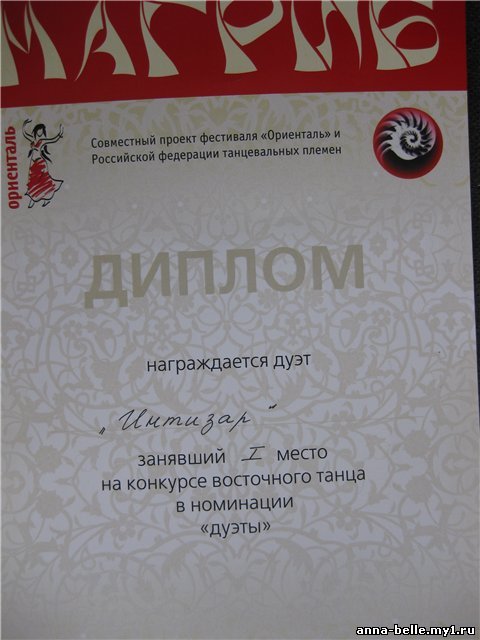 МАГРИБ
ориенталь
Совместный проект фестиваля «Ориенталь» и
Российской федерации танцевальных племен
ДИПЛОМ
награждается дуэт
„Интизар"
занявший I место
на конкурсе восточного танца
в номинации
«дуэты»
anna-belle.my1.ru